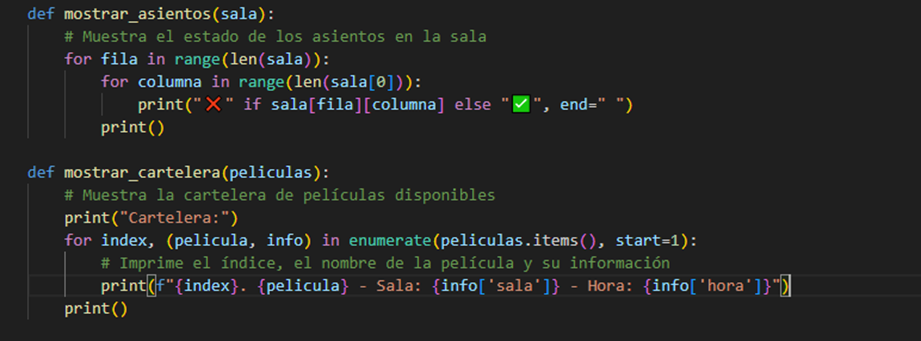 def mostrar_asientos(sala):
    # Muestra el estado de los asientos en la sala
    for fila in range(len(sala)):
        for columna in range(len(sala[0])):
            print("❌" if sala[fila][columna] else "✅", end=" ")
        print()

def mostrar_cartelera(peliculas):
    # Muestra la cartelera de películas disponibles
    print("Cartelera:")
    for index, (pelicula, info) in enumerate(peliculas.items(), start=1):
        # Imprime el índice, el nombre de la película y su información
        print(f"{index}. {pelicula} - Sala: {info['sala']} - Hora: {info['hora']}")
    print()